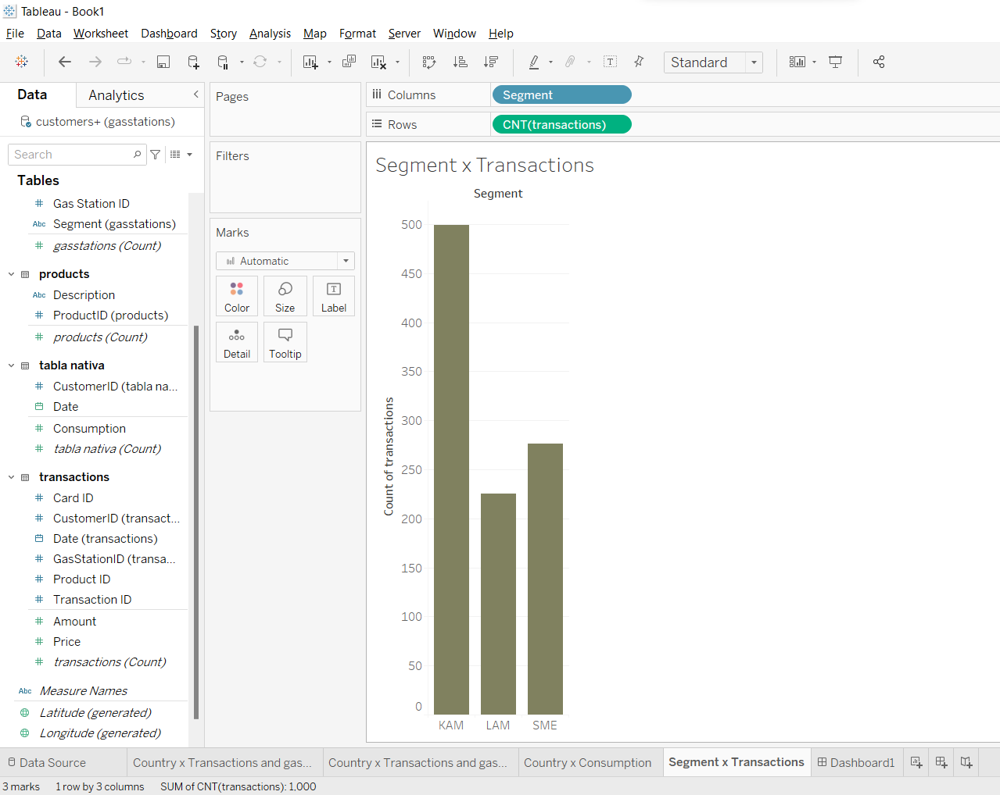 Tableau - Book1
File Data Worksheet Dashboard Story Analysis Map Format Server Window Help
Standard
Data Analytics
customers+ (gasstations)
Search
Tables
Gas Station ID
Abc Segment (gasstations)
gasstations (Count)
products
Abc Description
ProductID (products)
products (Count)
tabla nativa
CustomerID (tabla na...
Date
Consumption
tabla nativa (Count)
transactions
Card ID
CustomerID (transact...
Date (transactions)
GasStationID (transa...
Product ID
Transaction ID
Amount
Price
transactions (Count)
Abc Measure Names
Latitude (generated)
Longitude (generated)
Pages
Filters
Marks
Automatic
Color Size Label
Detail Tooltip
Columns Segment
Rows CNT(transactions)
Segment x Transactions
Segment
Count of transactions
500
450
400
350
300
250
200
150
100
50
0
KAM LAM SME
Data Source Country x Transactions and gas... Country x Transactions and gas... Country x Consumption Segment x Transactions Dashboard1
3 marks 1 row by 3 columns SUM of CNT(transactions): 1,000